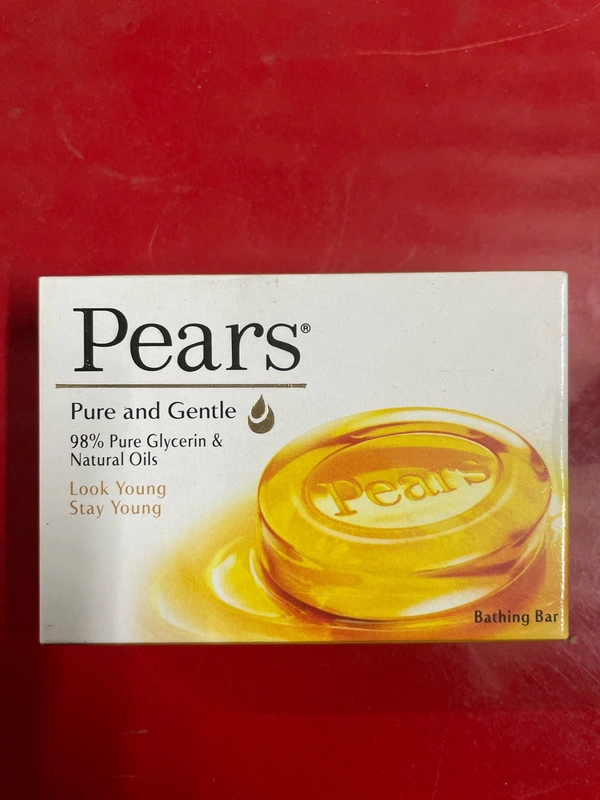 Pears®
Pure and Gentle
98% Pure Glycerin &
Natural Oils
Look Young
Stay Young
Pears
Bathing Bar